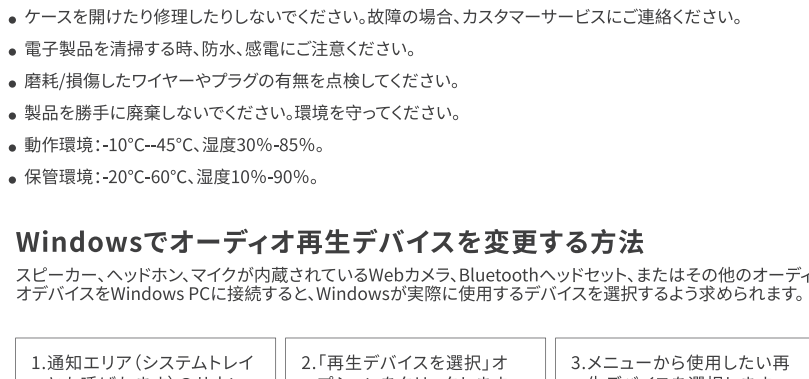 ● ケースを開けたり修理したりしないでください。故障の場合、カスタマーサービスにご連絡ください。
● 電子製品を清掃する時、防水、感電にご注意ください。
● 磨耗/損傷したワイヤーやプラグの有無を点検してください。
● 製品を勝手に廃棄しないでください。環境を守ってください。
● 動作環境：-10°C--45°C、湿度30%-85%。
● 保管環境：-20°C-60°C、湿度10%-90%。
Windowsでオーディオ再生デバイスを変更する方法
スピーカー、ヘッドホン、マイクが内蔵されているWebカメラ、Bluetoothヘッドセット、またはその他のオーディ
オデバイスをWindows PCに接続すると、Windowsが実際に使用するデバイスを選択するよう求められます。
1.通知エリア（システムトレイ
2.「再生デバイスを選択」オ
3.メニューから使用したい再